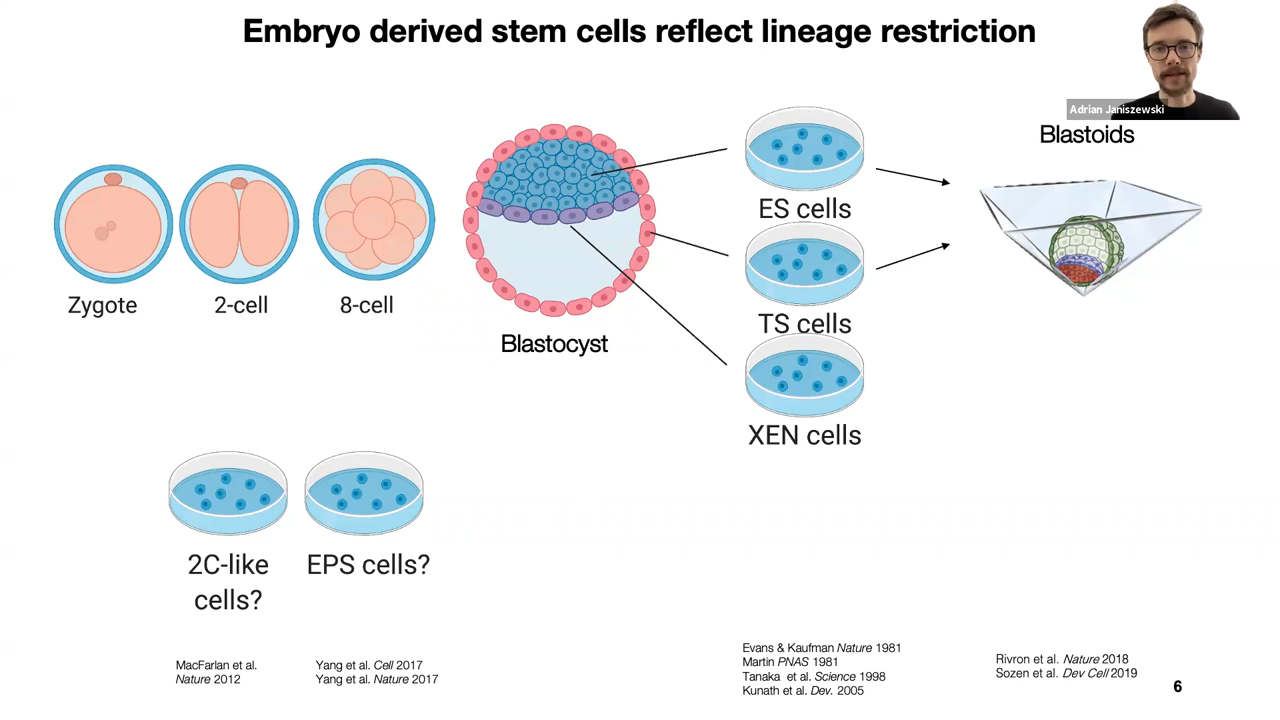 Embryo derived stem cells reflect lineage restriction
Adrian Janiszewski
Blastoids
Zygote
2-cell
8-cell
Blastocyst
ES cells
TS cells
XEN cells
2C-like
cells?
EPS cells?
MacFarlan et al.
Nature 2012
Yang et al. Cell 2017
Yang et al. Nature 2017
Evans & Kaufman Nature 1981
Martin PNAS 1981
Tanaka et al. Science 1998
Kunath et al. Dev. 2005
Rivron et al. Nature 2018
Sozen et al. Dev Cell 2019
6